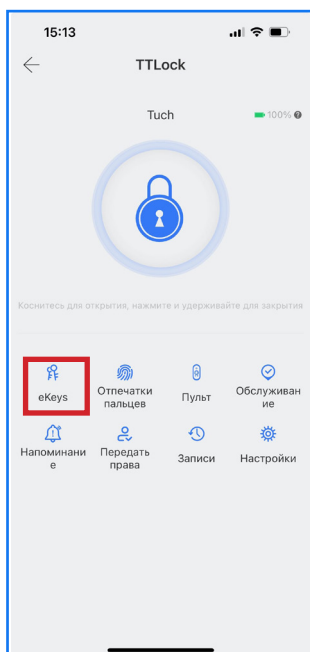 15:13
TTLock
Tuch
100%
Коснитесь для открытия, нажмите и удерживайте для закрытия
eKeys
Отпечатки
пальцев
Пульт
Обслуживан
ие
Напоминани
е
Передать
права
Записи
Настройки